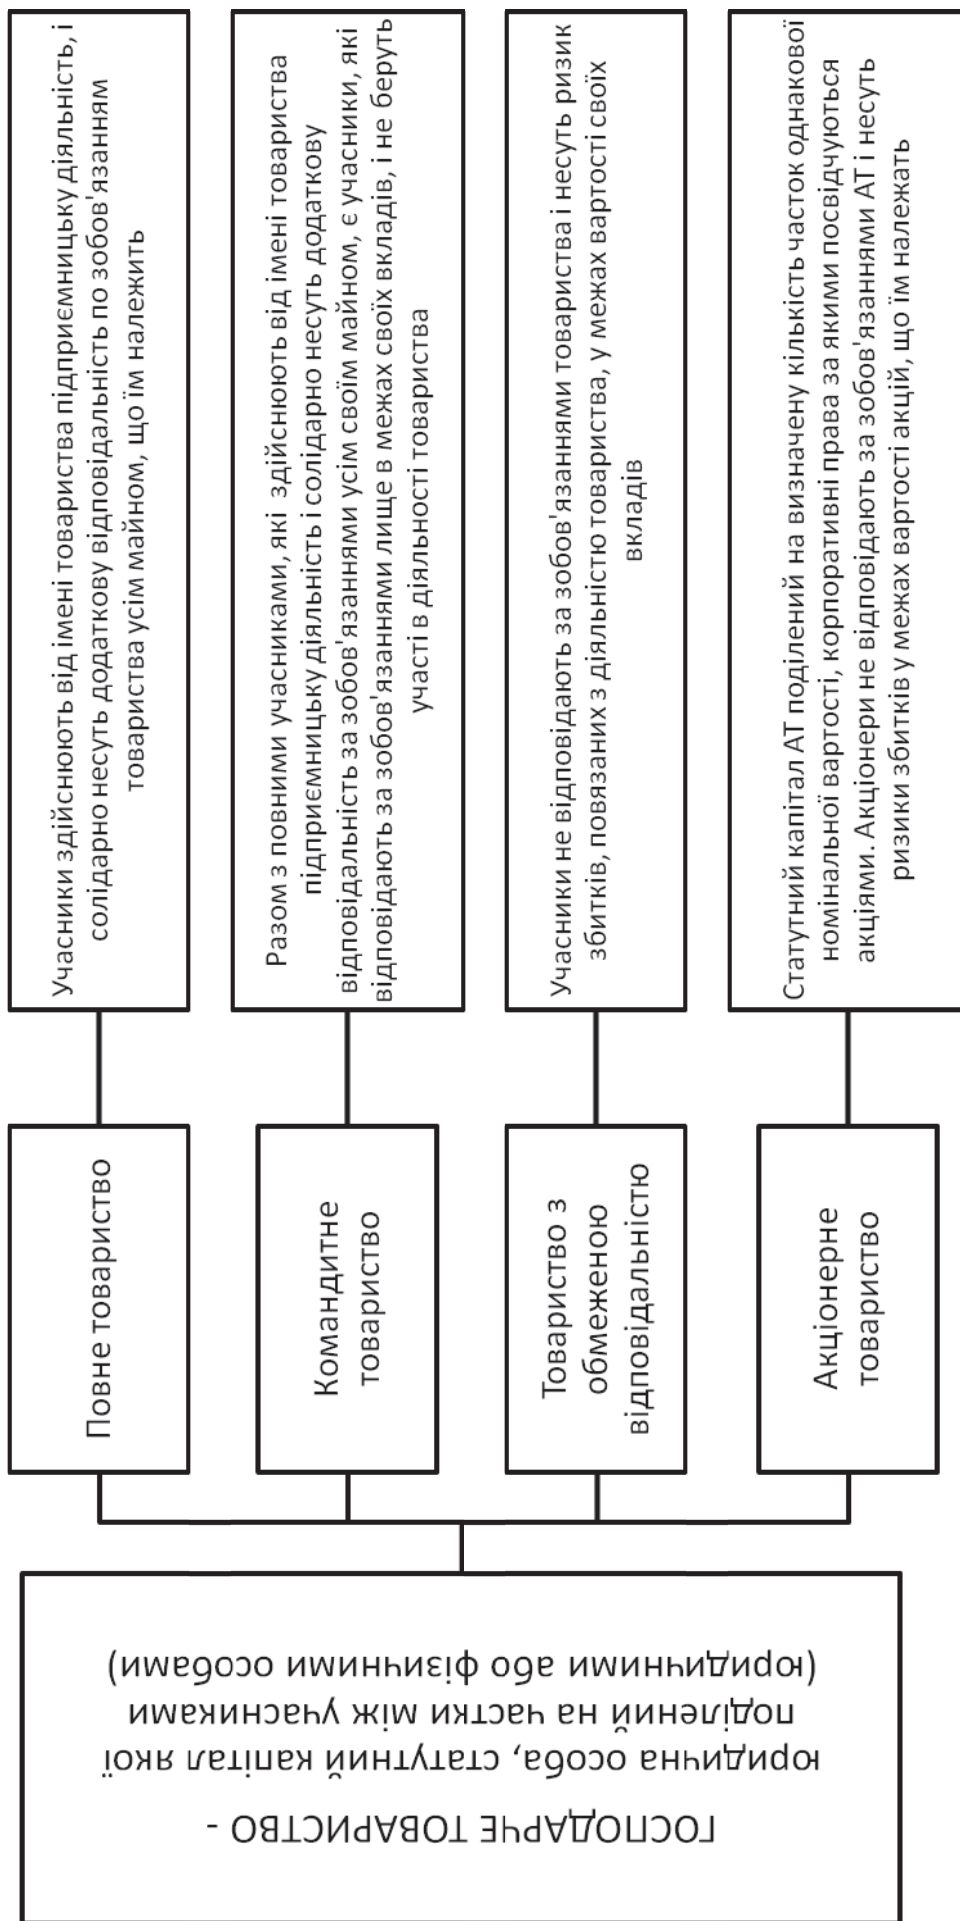 ГОСПОДАРЧЕ ТОВАРИСТВО -
юридична особа, статутний капітал якої
поділений на частки між учасниками
(юридичними або фізичними особами)
Повне товариство
Учасники здійснюють від імені товариства підприємницьку діяльність, і
солідарно несуть додаткову відповідальність по зобов'язанням
товариства усім майном, що їм належить
Командитне
товариство
Разом з повними учасниками, які здійснюють від імені товариства
підприємницьку діяльність і солідарно несуть додаткову
відповідальність за зобов'язаннями усім своїм майном, є учасники, які
відповідають за зобов'язаннями лище в межах своїх вкладів, і не беруть
участі в діяльності товариства
Товариство з
обмеженою
відповідальністю
Учасники не відповідають за зобов'язаннями товариства і несуть ризик
збитків, повязаних з діяльністю товариства, у межах вартості своїх
вкладів
Акціонерне
товариство
Статутний капітал АТ поділений на визначену кількість часток однакової
номінальної вартості, корпоративні права за якими посвідчуються
акціями. Акціонери не відповідають за зобов'язаннями АТ і несуть
ризики збитків у межах вартості акцій, що їм належать